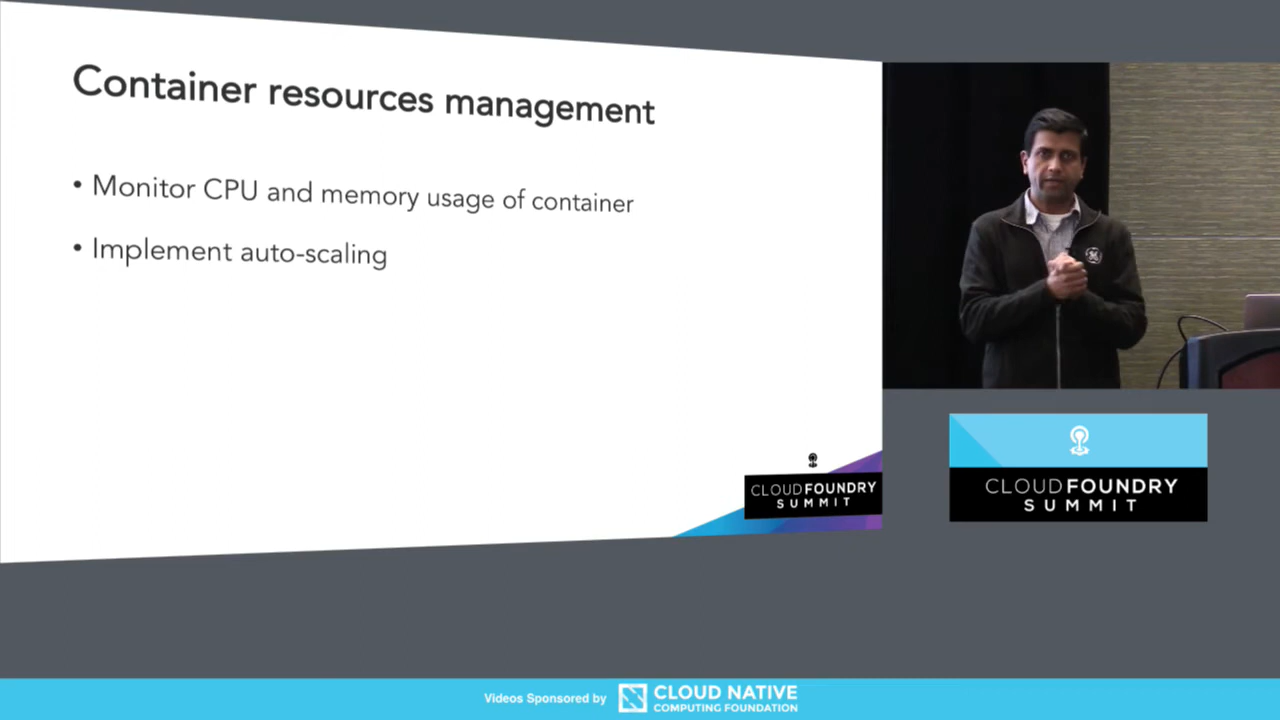 Container resources management
• Monitor CPU and memory usage of container
• Implement auto-scaling
CLOUDFOUNDRY
SUMMIT
CLOUDFOUNDRY
SUMMIT
Videos Sponsored by
CLOUD NATIVE
COMPUTING FOUNDATION